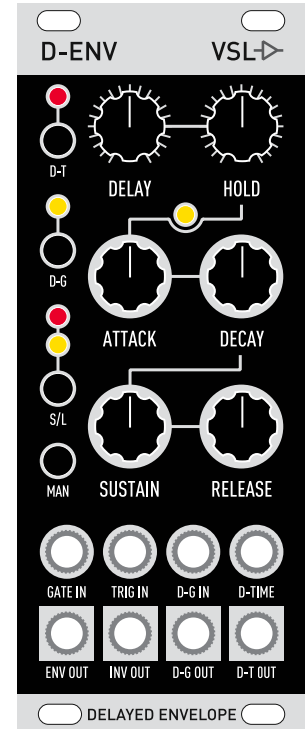 D-ENV VSL
D-T
DELAY HOLD
D-G
ATTACK DECAY
S/L
MAN SUSTAIN RELEASE
GATE IN TRIG IN D-G IN D-TIME
ENV OUT INV OUT D-G OUT D-T OUT
DELAYED ENVELOPE